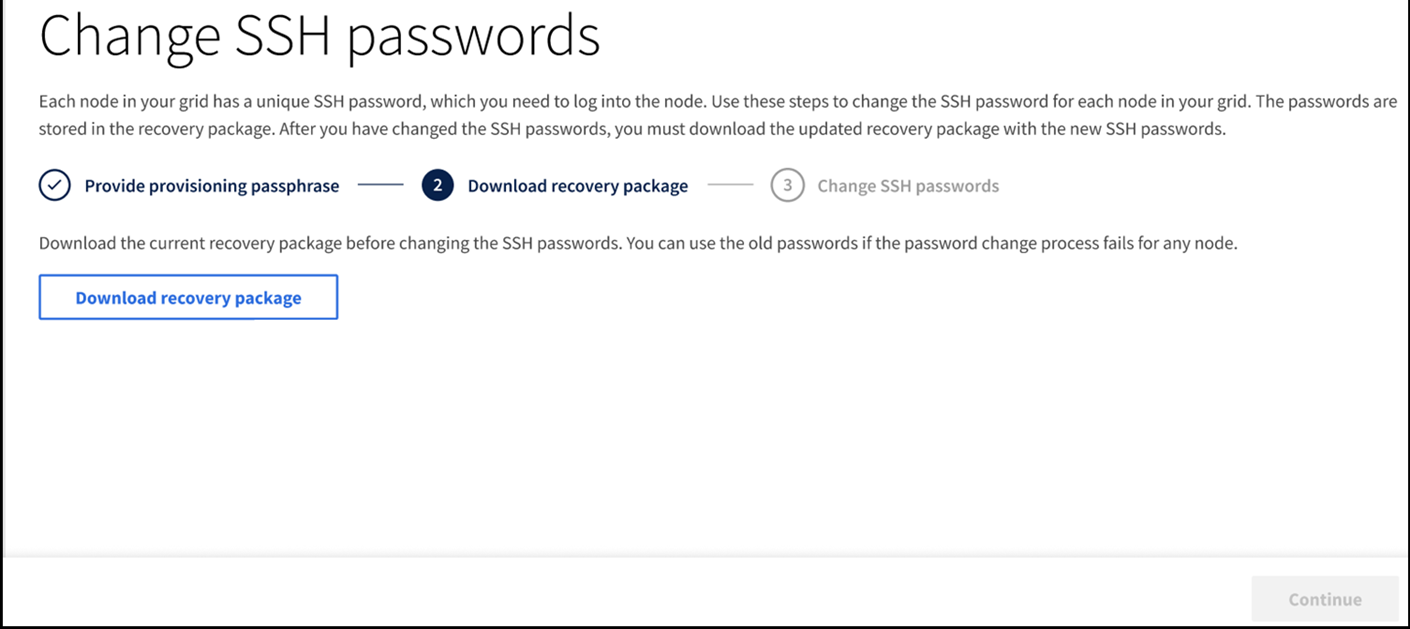 Change SSH passwords
Each node in your grid has a unique SSH password, which you need to log into the node. Use these steps to change the SSH password for each node in your grid. The passwords are
stored in the recovery package. After you have changed the SSH passwords, you must download the updated recovery package with the new SSH passwords.
Provide provisioning passphrase 2 Download recovery package 3 Change SSH passwords
Download the current recovery package before changing the SSH passwords. You can use the old passwords if the password change process fails for any node.
Download recovery package
Continue